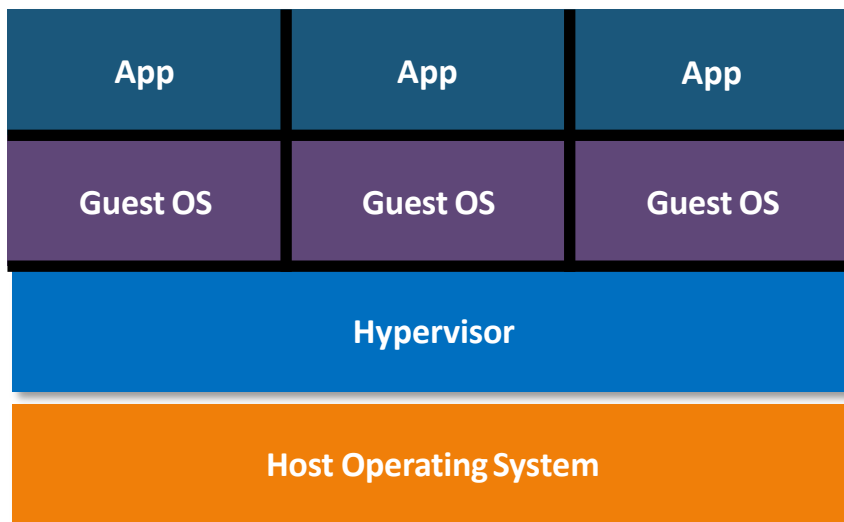 App App App
Guest OS Guest OS Guest OS
Hypervisor
Host Operating System